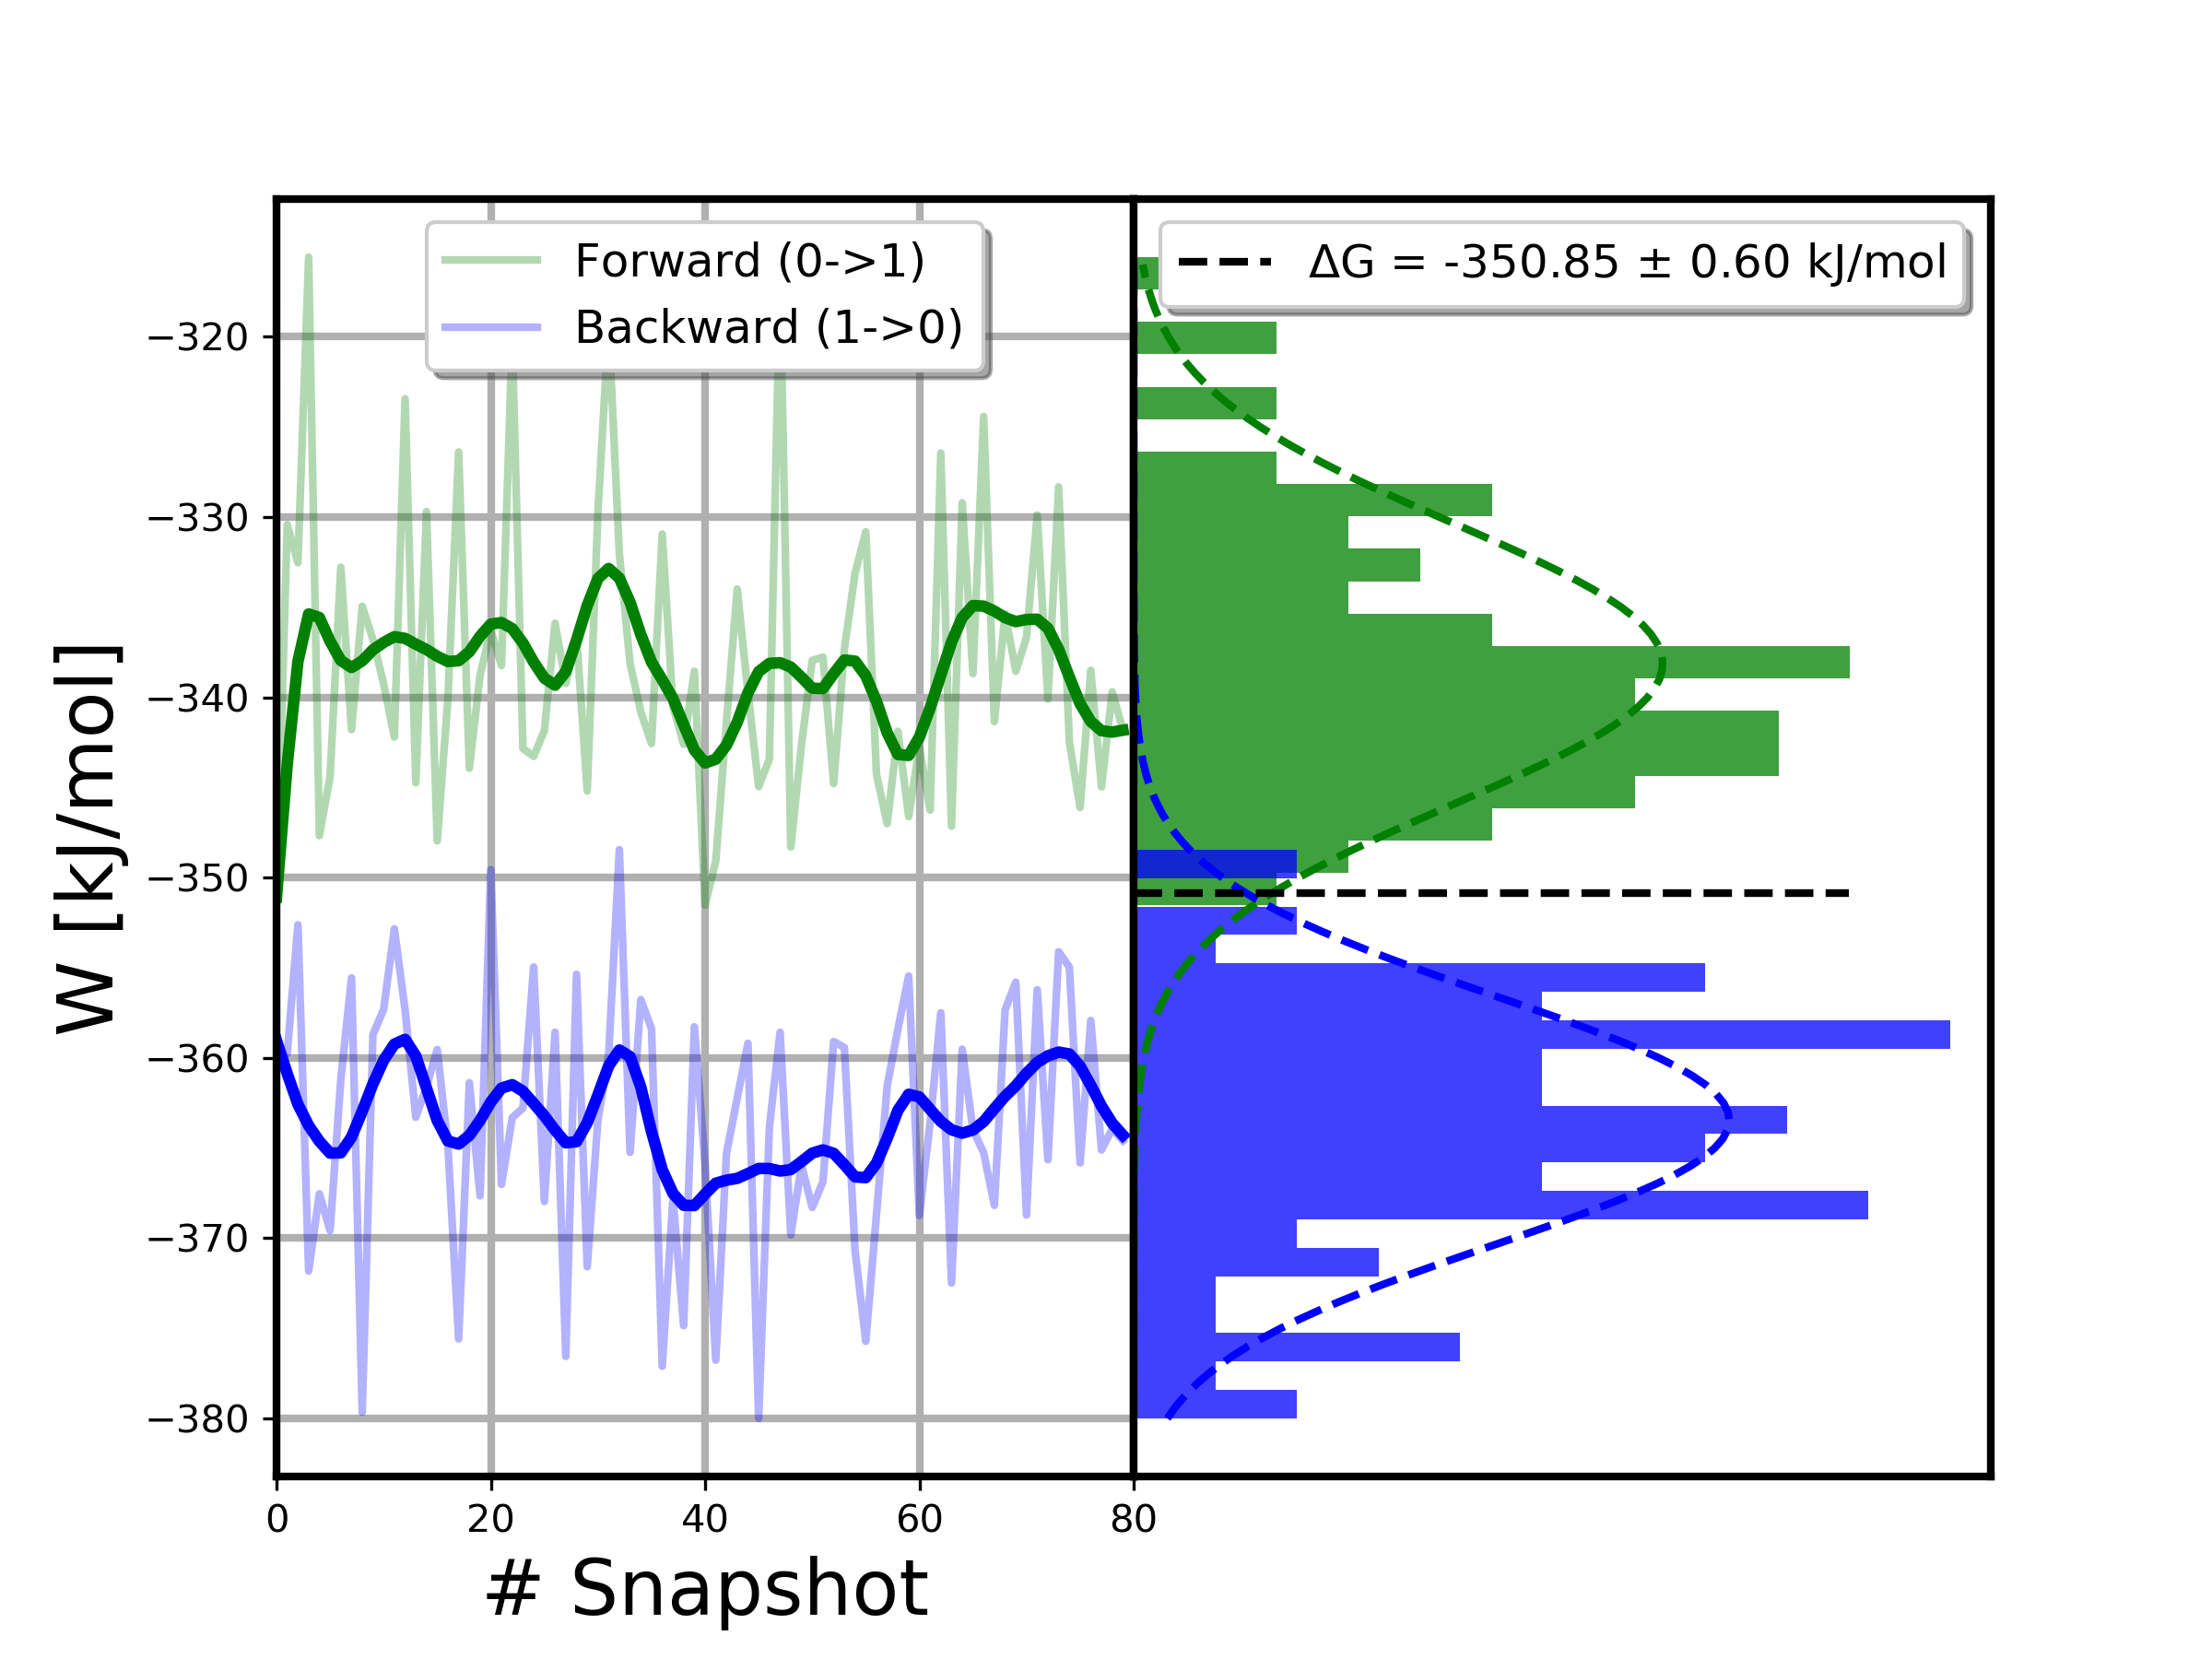 Forward (0->1)
Backward (1->0)
ΔG = -350.85 ± 0.60 kJ/mol
W [kJ/mol]
−320
−330
−340
−350
−360
−370
−380
0 20 40 60 80
# Snapshot